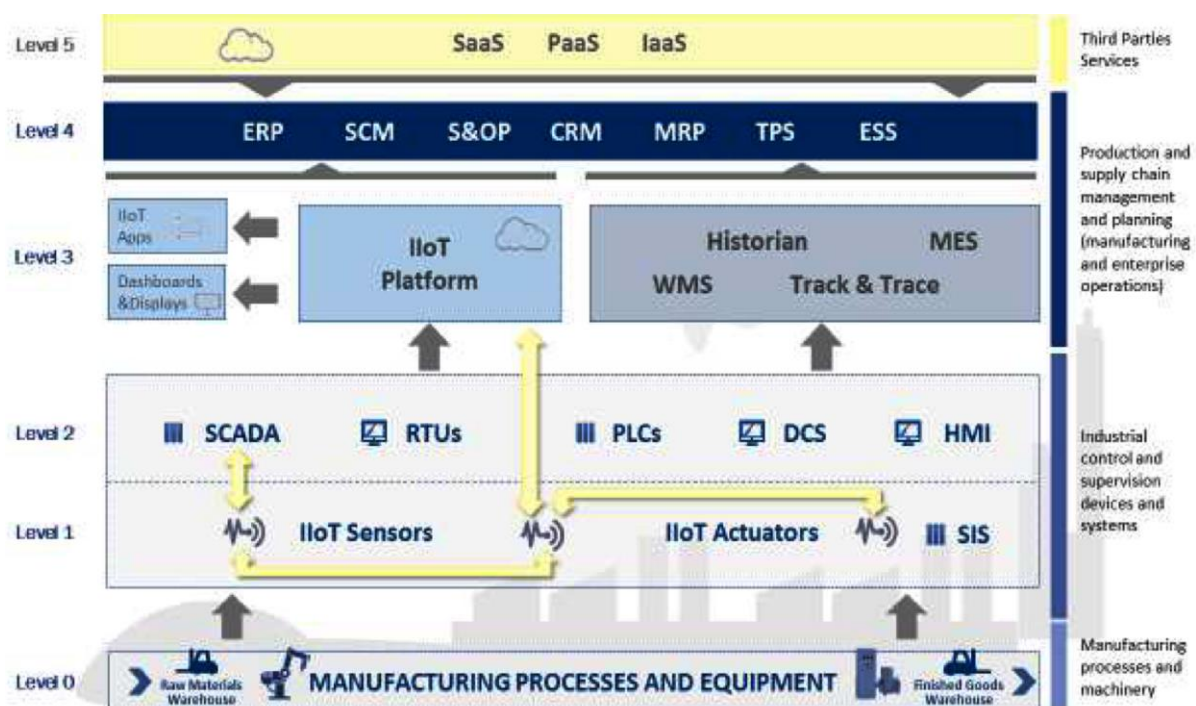 Level 5
SaaS PaaS IaaS
Third Parties
Services
Level 4
ERP SCM S&OP CRM MRP TPS ESS
Production and
supply chain
management
and planning
(manufacturing
and enterprise
operations)
Level 3
IIoT
Apps
Dashboards
&Displays
IIoT
Platform
Historian MES
WMS Track & Trace
Level 2
SCADA RTUs PLCs DCS HMI
Industrial
control and
supervision
devices and
systems
Level 1
IIoT Sensors IIoT Actuators SIS
Level 0
Raw Materials
Warehouse
MANUFACTURING PROCESSES AND EQUIPMENT
Finished Goods
Warehouse
Manufacturing
processes and
machinery